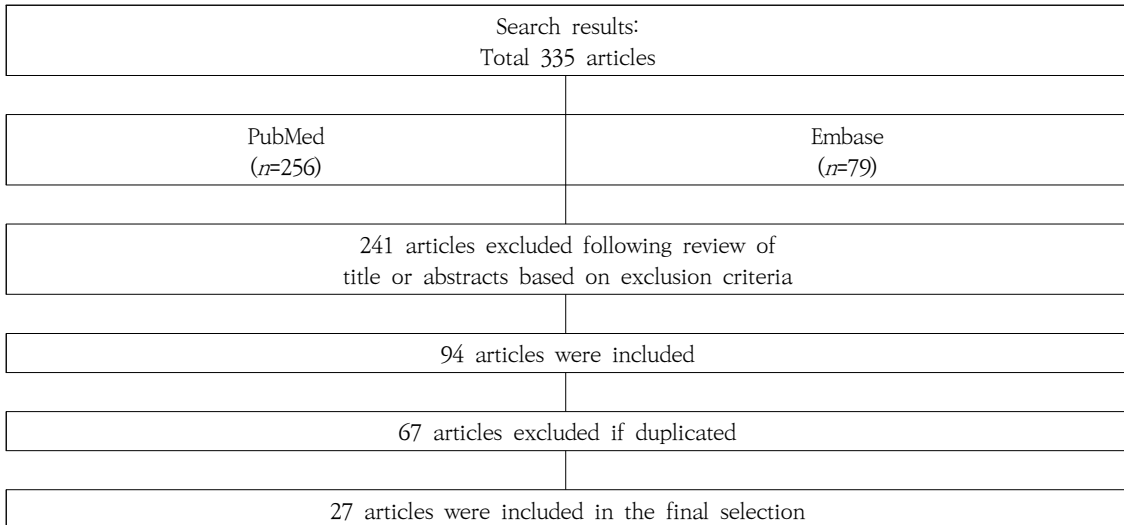 Search results:
Total 335 articles
PubMed
(n=256)
Embase
(n=79)
241 articles excluded following review of
title or abstracts based on exclusion criteria
94 articles were included
67 articles excluded if duplicated
27 articles were included in the final selection